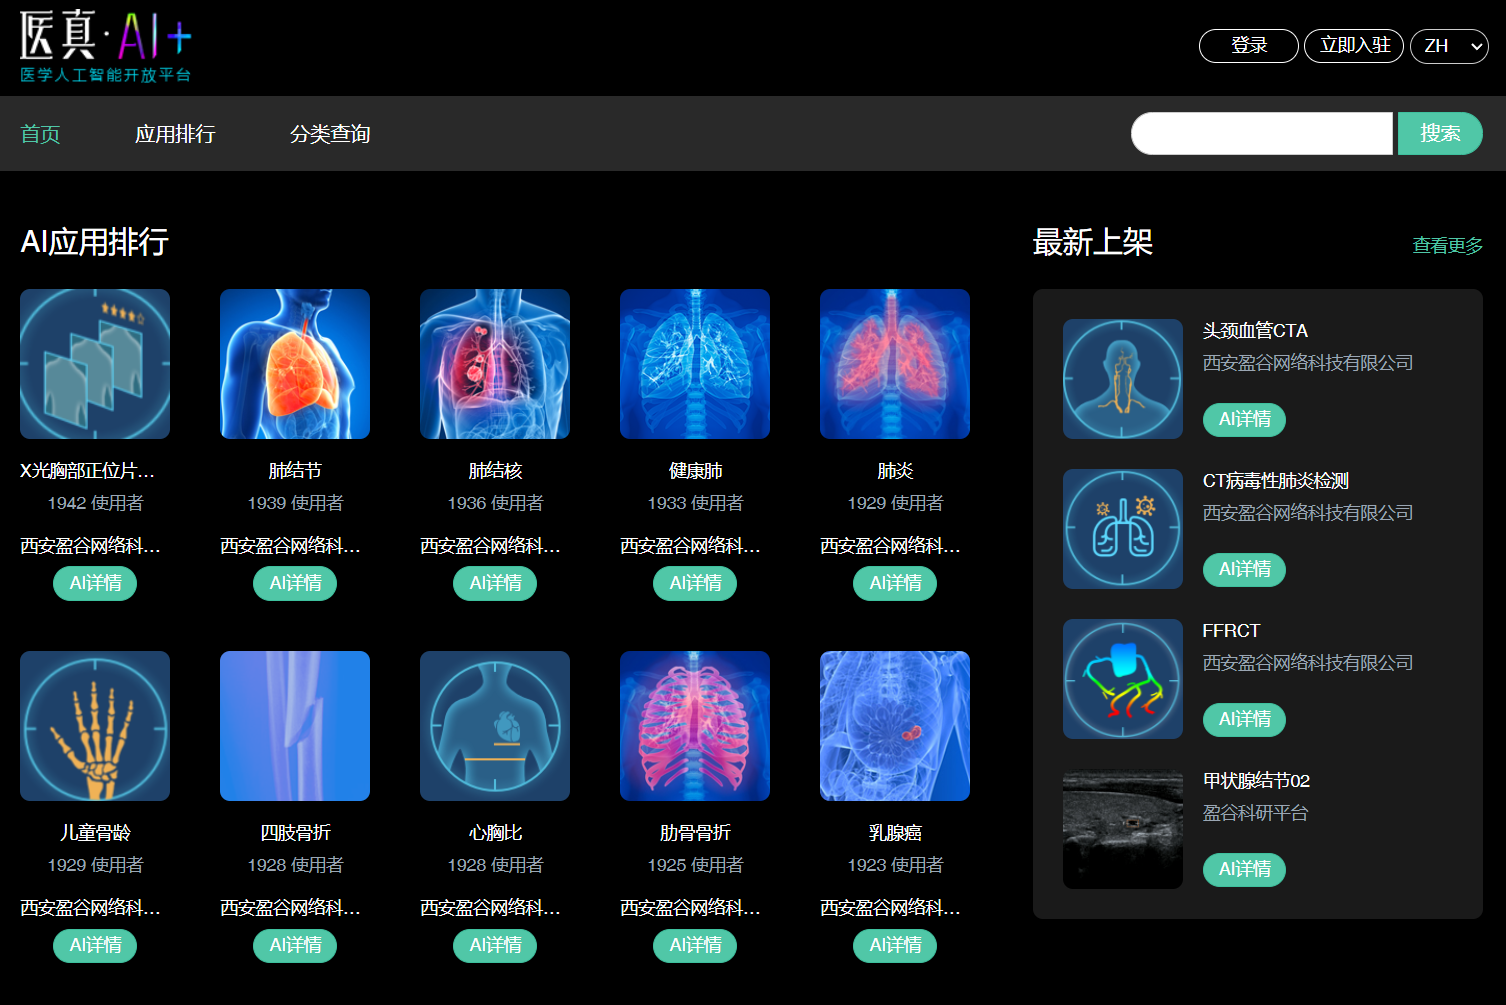 医真·AI+
医学人工智能开放平台
登录
立即入驻
ZH
首页
应用排行
分类查询
搜索
AI应用排行
X光胸部正位片...
1942 使用者
西安盈谷网络科...
AI详情
肺结节
1939 使用者
西安盈谷网络科...
AI详情
肺结核
1936 使用者
西安盈谷网络科...
AI详情
健康肺
1933 使用者
西安盈谷网络科...
AI详情
肺炎
1929 使用者
西安盈谷网络科...
AI详情
儿童骨龄
1929 使用者
西安盈谷网络科...
AI详情
四肢骨折
1928 使用者
西安盈谷网络科...
AI详情
心胸比
1928 使用者
西安盈谷网络科...
AI详情
肋骨骨折
1925 使用者
西安盈谷网络科...
AI详情
乳腺癌
1923 使用者
西安盈谷网络科...
AI详情
最新上架
查看更多
头颈血管CTA
西安盈谷网络科技有限公司
AI详情
CT病毒性肺炎检测
西安盈谷网络科技有限公司
AI详情
FFRCT
西安盈谷网络科技有限公司
AI详情
甲状腺结节02
盈谷科研平台
AI详情